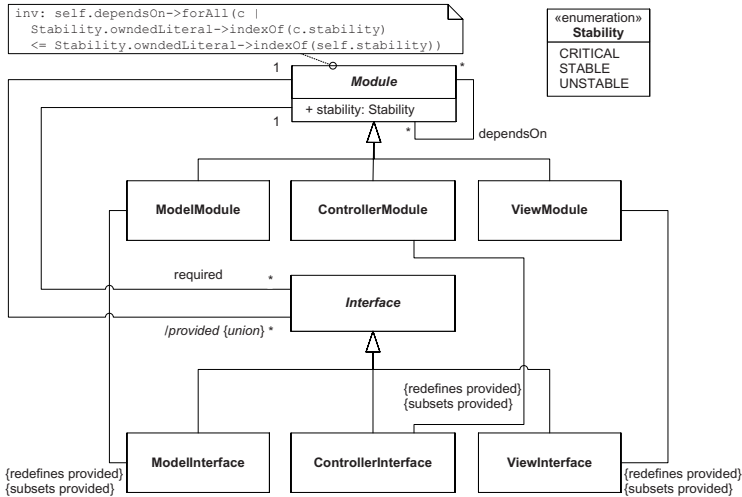 inv: self.dependsOn->forAll(c |
Stability.owndedLiteral->indexOf(c.stability)
<= Stability.owndedLiteral->indexOf(self.stability))
«enumeration»
Stability
CRITICAL
STABLE
UNSTABLE
1
Module
*
+ stability: Stability
1
*
dependsOn
ModelModule
ControllerModule
ViewModule
required
*
Interface
/provided {union} *
{redefines provided}
{subsets provided}
ModelInterface
ControllerInterface
ViewInterface
{redefines provided}
{subsets provided}
{redefines provided}
{subsets provided}